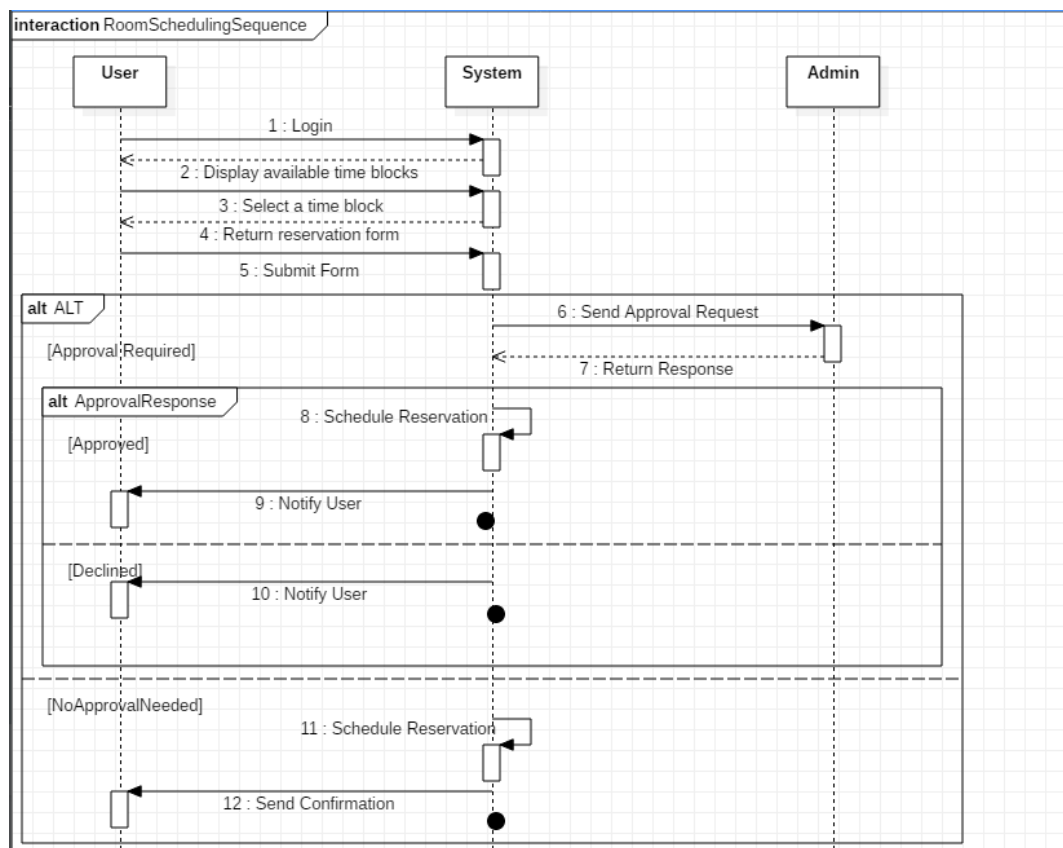 interaction RoomSchedulingSequence
User
System
Admin
1 : Login
2 : Display available time blocks
3 : Select a time block
4 : Return reservation form
5 : Submit Form
alt ALT
6 : Send Approval Request
[Approval Required]
7 : Return Response
alt ApprovalResponse
8 : Schedule Reservation
[Approved]
9 : Notify User
[Declined]
10 : Notify User
[NoApprovalNeeded]
11 : Schedule Reservation
12 : Send Confirmation